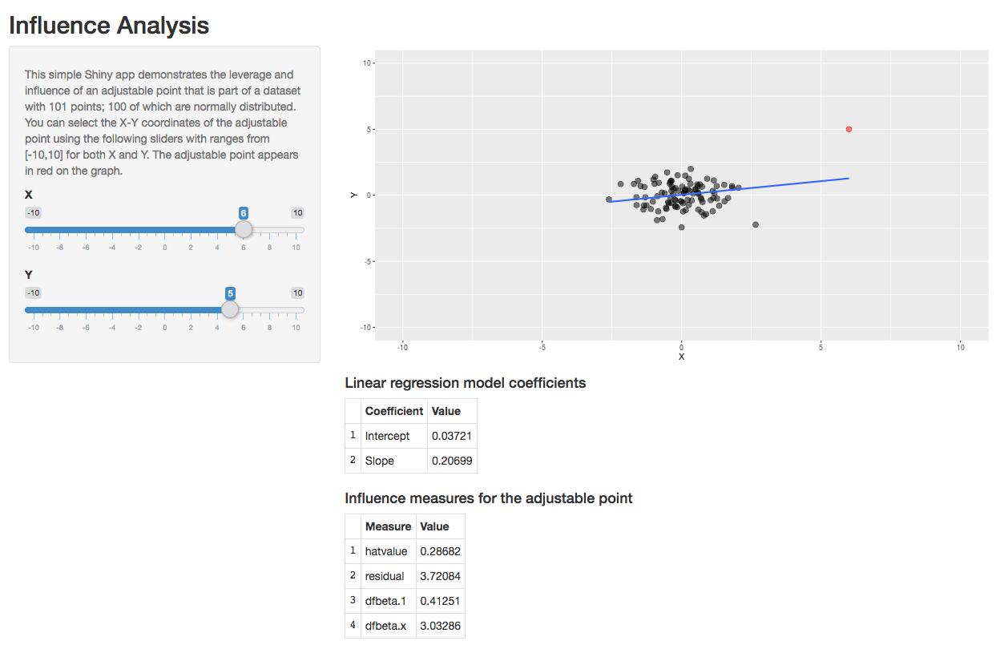 Influence Analysis
This simple Shiny app demonstrates the leverage and
influence of an adjustable point that is part of a dataset
with 101 points; 100 of which are normally distributed.
You can select the X-Y coordinates of the adjustable
point using the following sliders with ranges from
[-10,10] for both X and Y. The adjustable point appears
in red on the graph.
X
-10 6 10
-10 -8 -6 -4 -2 0 2 4 6 8 10
Y
-10 5 10
-10 -8 -6 -4 -2 0 2 4 6 8 10
10
5
Y
0
-5
-10
-10 -5 0 5 10
X
Linear regression model coefficients
Coefficient Value
1 Intercept 0.03721
2 Slope 0.20699
Influence measures for the adjustable point
Measure Value
1 hatvalue 0.28682
2 residual 3.72084
3 dfbeta.1 0.41251
4 dfbeta.x 3.03286